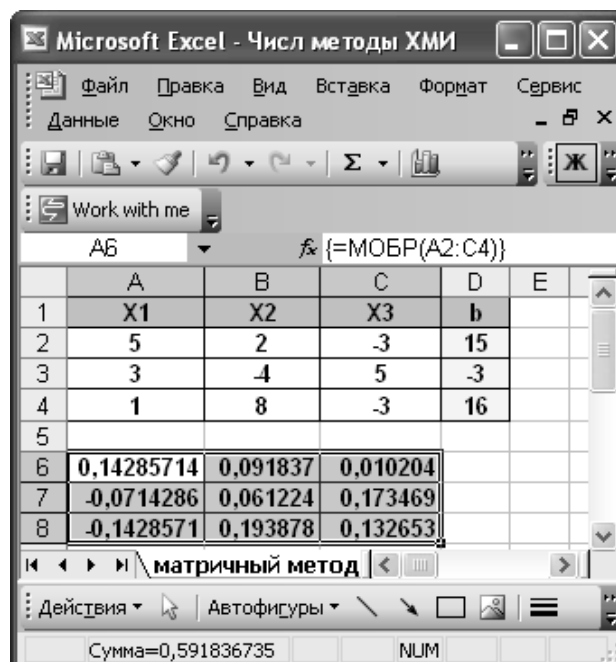 Microsoft Excel - Числ методы ХМИ
Файл Правка Вид Вставка Формат Сервис
Данные Окно Справка
Σ Ж
Work with me
A6 fx {=МОБР(A2:C4)}
A B C D E
1 X1 X2 X3 b
2 5 2 -3 15
3 3 -4 5 -3
4 1 8 -3 16
5
6 0,14285714 0,091837 0,010204
7 -0,0714286 0,061224 0,173469
8 -0,1428571 0,193878 0,132653
матричный метод
Действия Автофигуры
Сумма=0,591836735 NUM